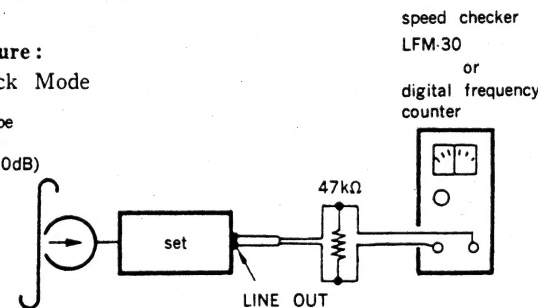 ure:
ck Mode
pe
0dB)
set
LINE OUT
47kΩ
speed checker
LFM-30
or
digital frequency
counter